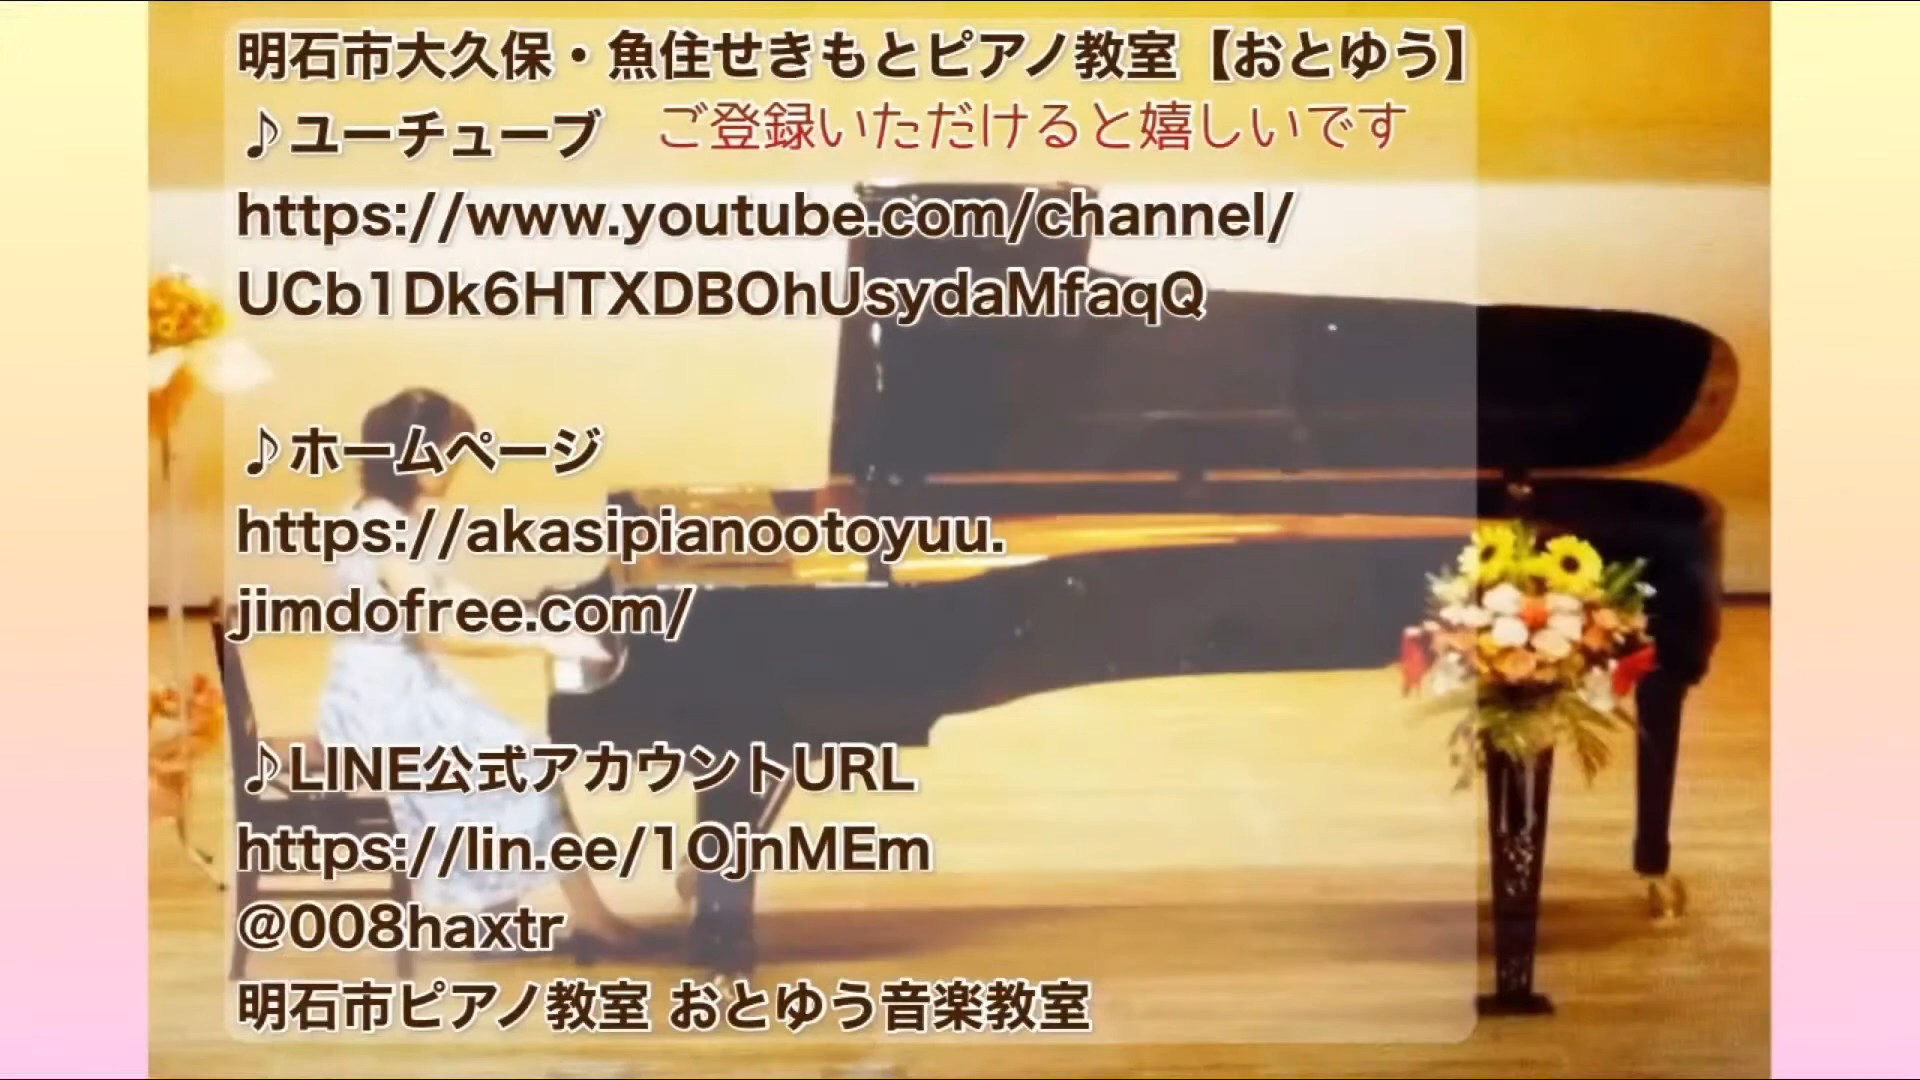 明石市大久保・魚住せきもとピアノ教室【おとゆう】
♪ユーチューブ ご登録いただけると嬉しいです
https://www.youtube.com/channel/
UCb1Dk6HTXDBOhUsydaMfaqQ
♪ホームページ
https://akasipianootoyuu.
jimdofree.com/
♪LINE公式アカウントURL
https://lin.ee/1OjnMEm
@008haxtr
明石市ピアノ教室 おとゆう音楽教室